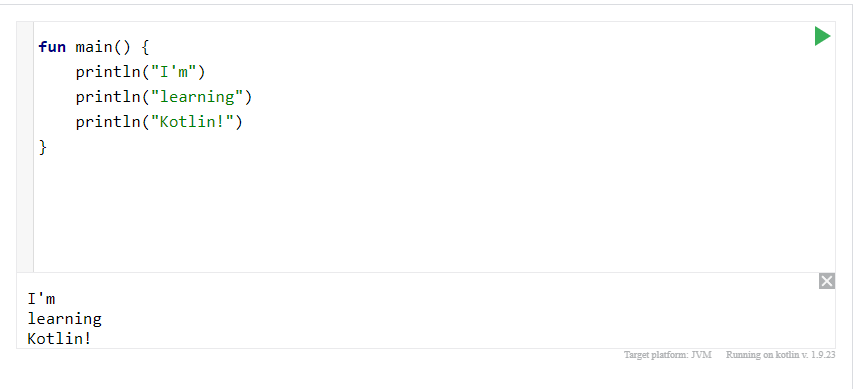 fun main() {
    println("I'm")
    println("learning")
    println("Kotlin!")
}
I'm
learning
Kotlin!
Target platform: JVM Running on kotlin v. 1.9.23